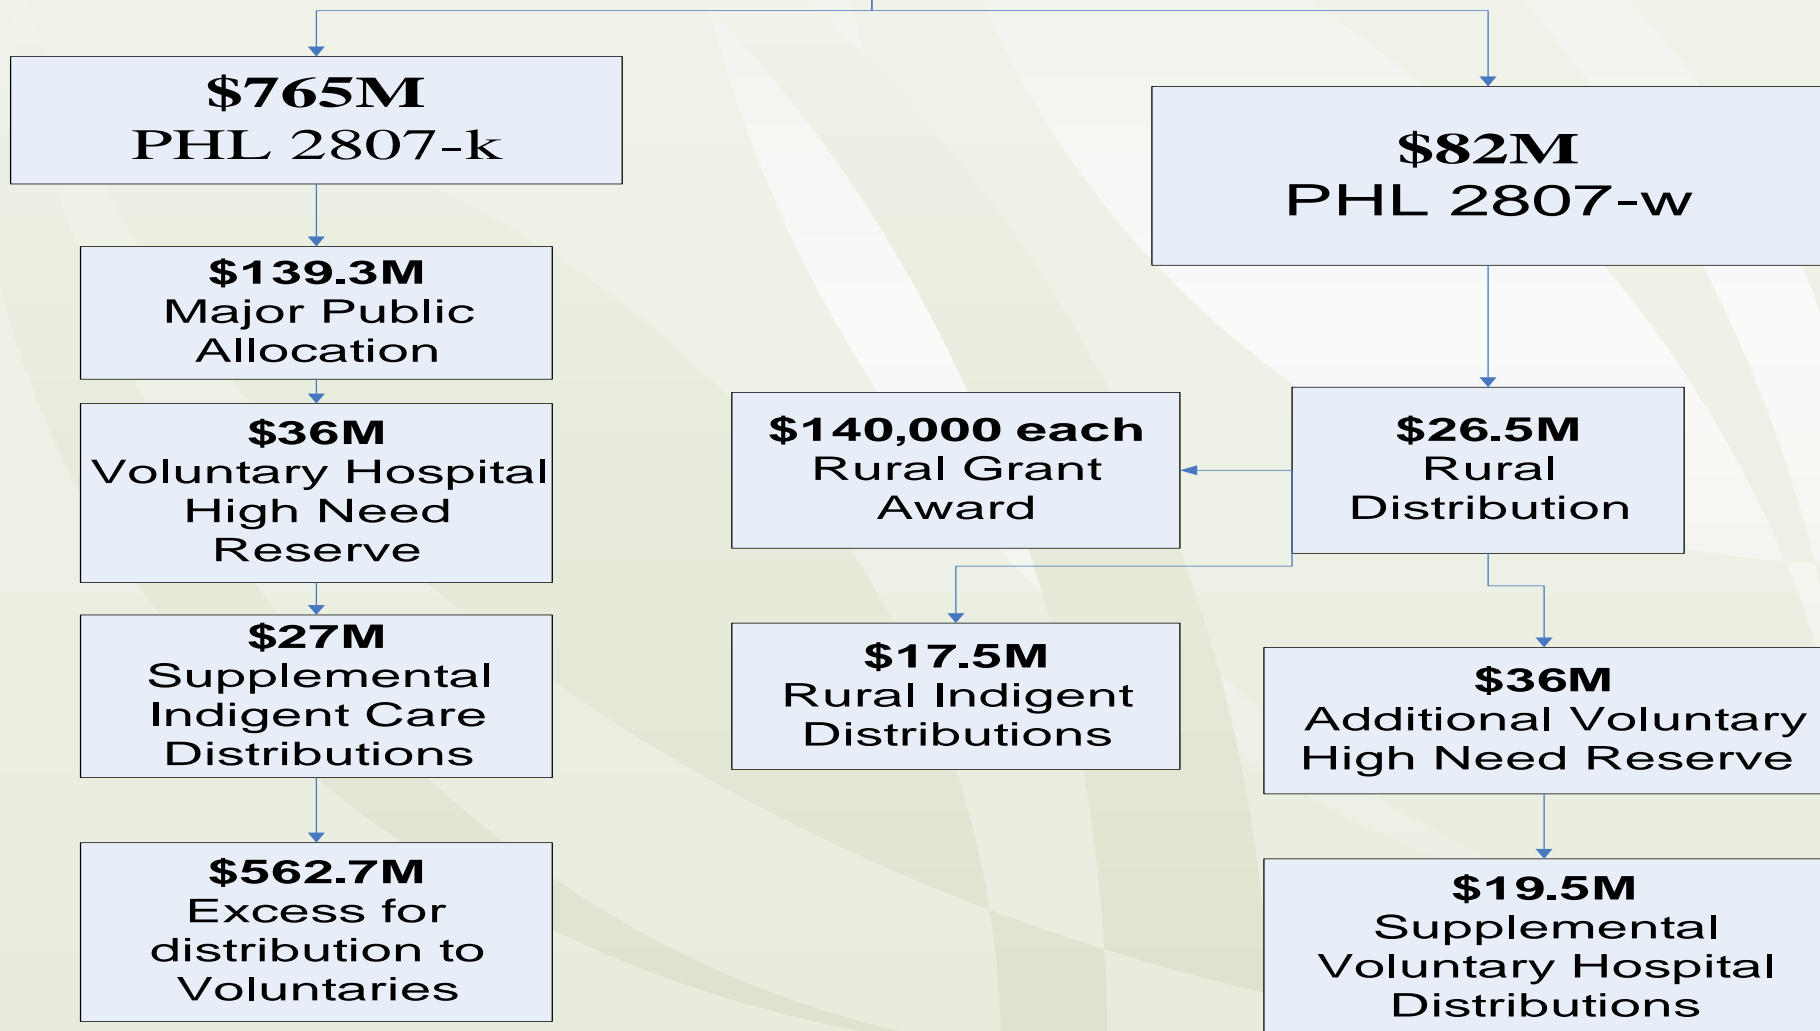 $765M
PHL 2807-k
$139.3M
Major Public
Allocation
$36M
Voluntary Hospital
High Need
Reserve
$27M
Supplemental
Indigent Care
Distributions
$562.7M
Excess for
distribution to
Voluntaries
$82M
PHL 2807-w
$140,000 each
Rural Grant
Award
$26.5M
Rural
Distribution
$17.5M
Rural Indigent
Distributions
$36M
Additional Voluntary
High Need Reserve
$19.5M
Supplemental
Voluntary Hospital
Distributions